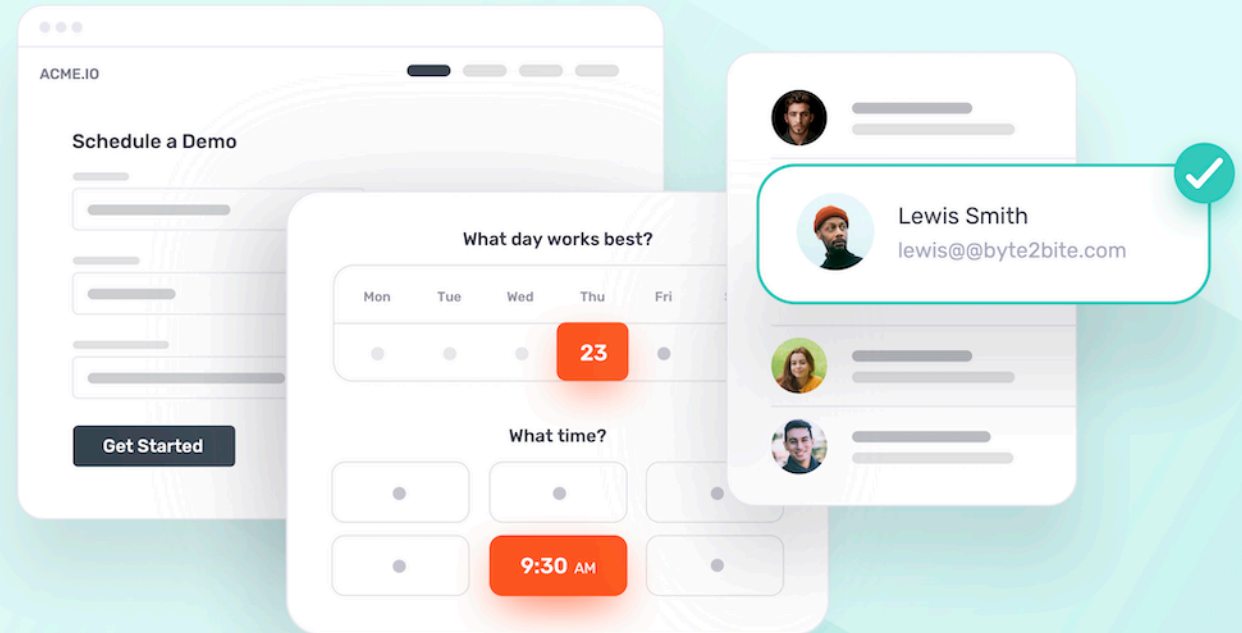 ACME.IO
Schedule a Demo
Get Started
What day works best?
Mon Tue Wed Thu Fri
23
What time?
9:30 AM
Lewis Smith
lewis@@byte2bite.com